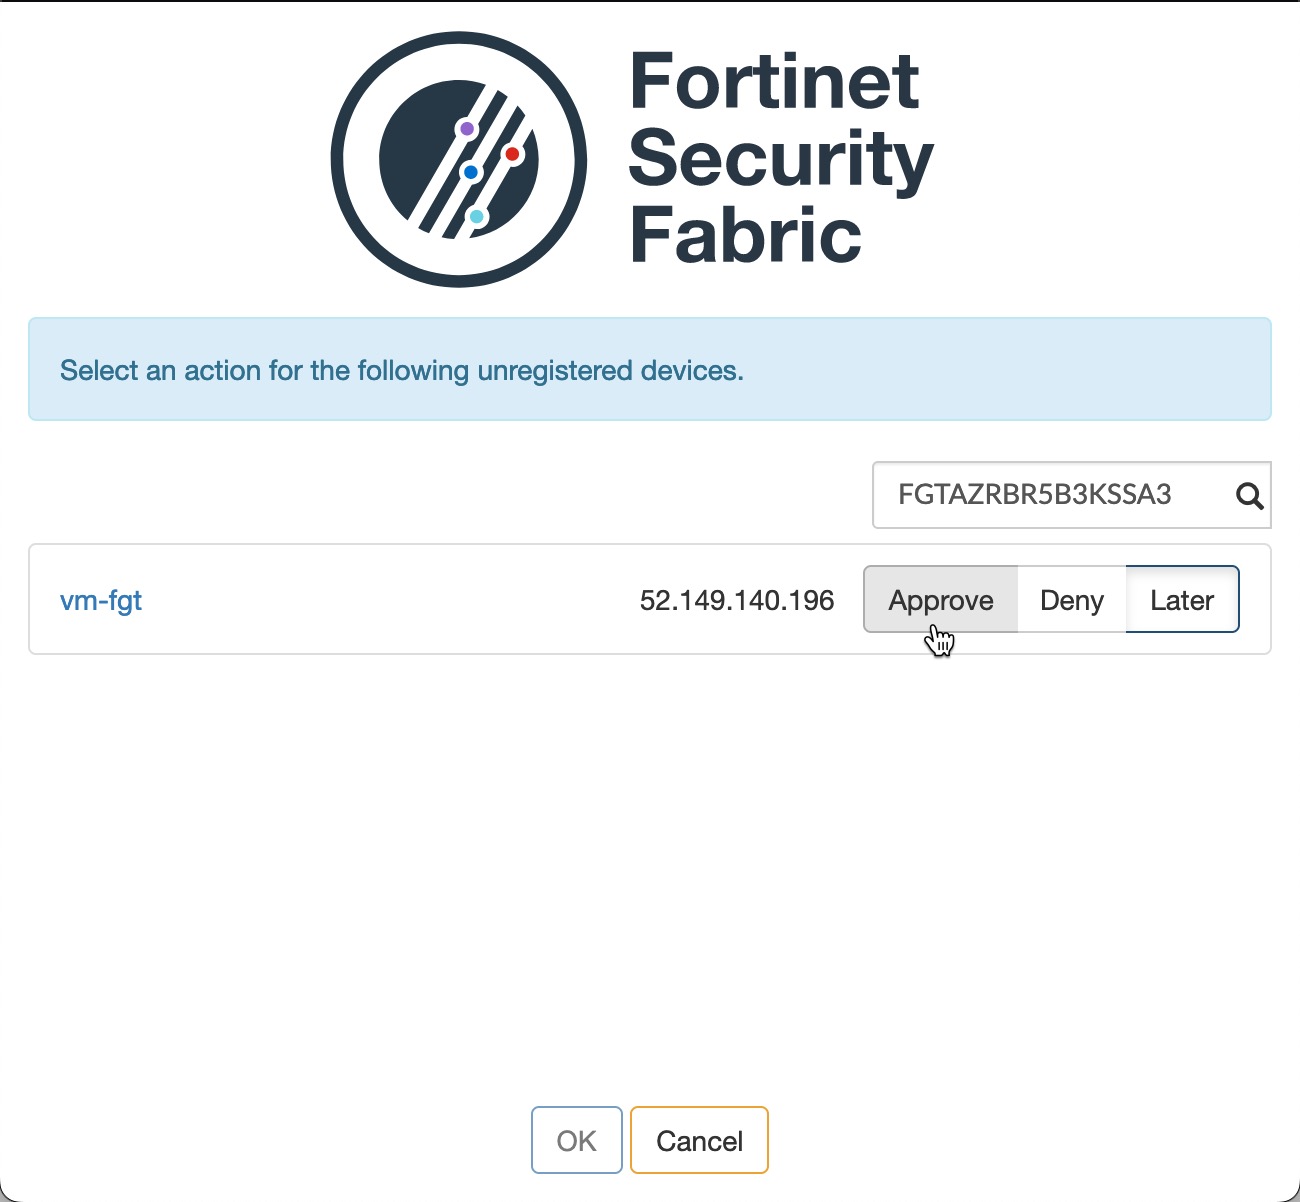 Fortinet
Security
Fabric
Select an action for the following unregistered devices.
FGTAZRBR5B3KSSA3
vm-fgt 52.149.140.196 Approve Deny Later
OK Cancel